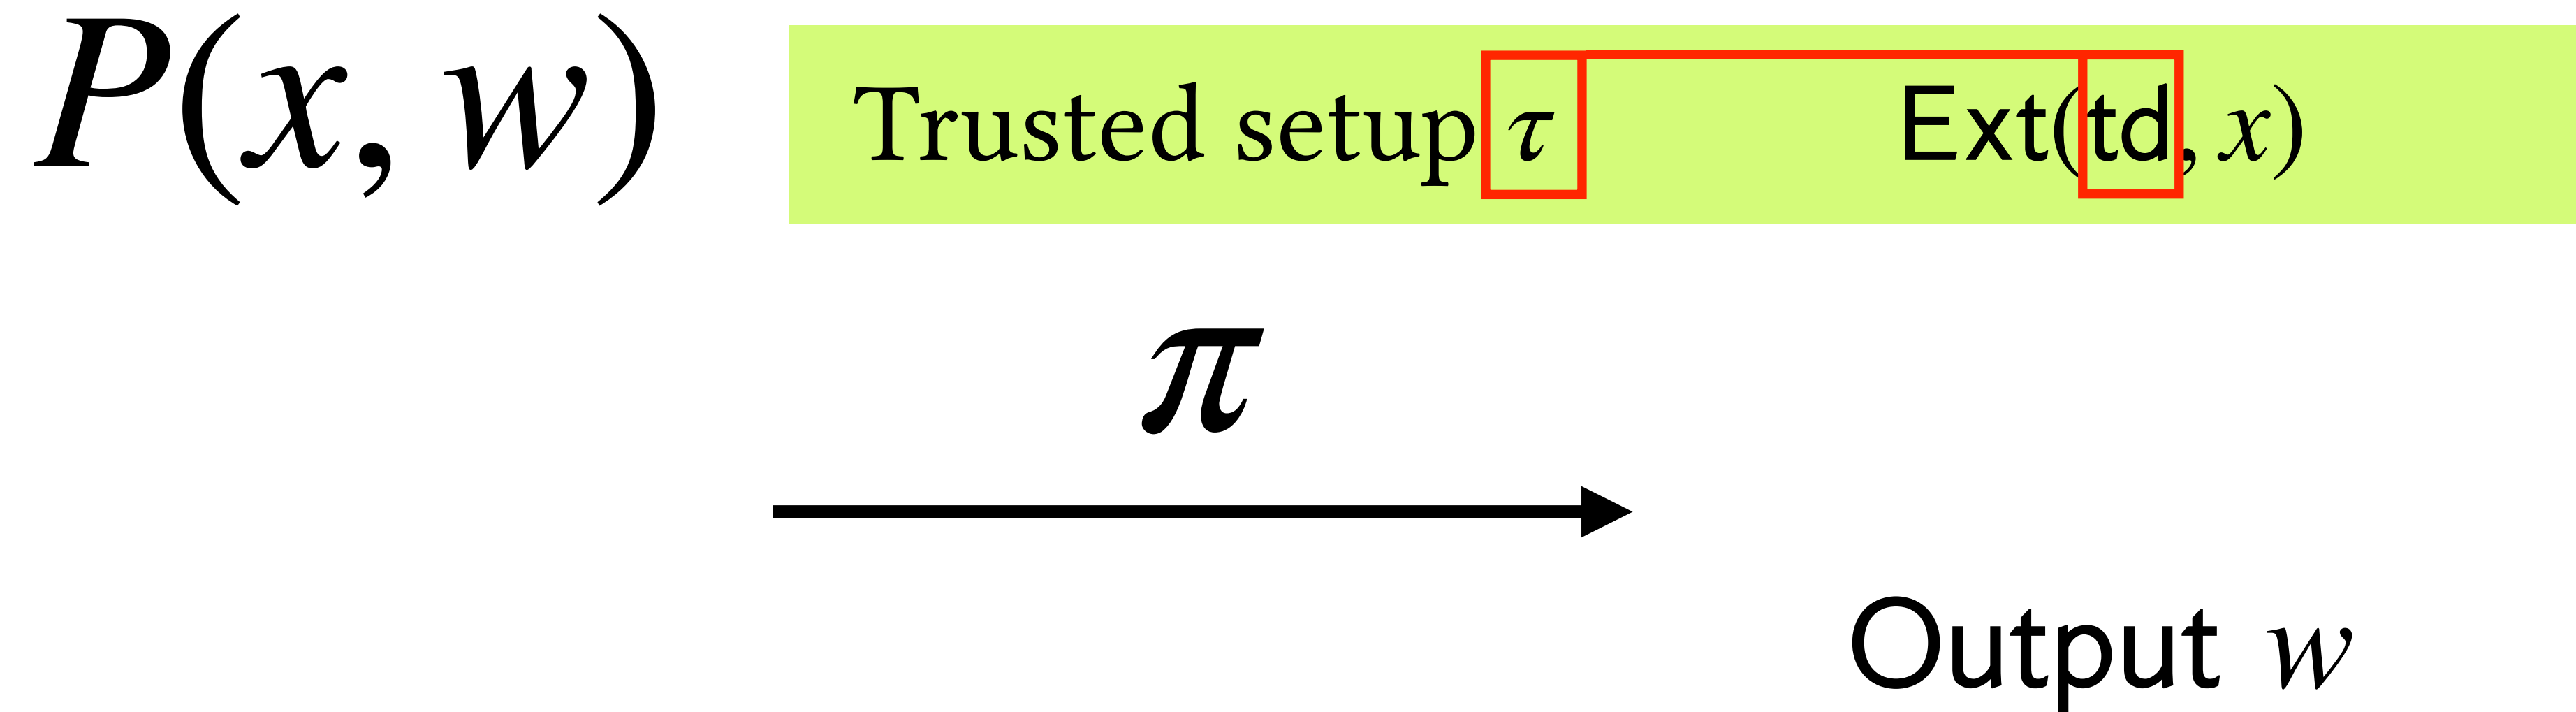 P(x, w)
Trusted setup τ
Ext(td, x)
π
Output w